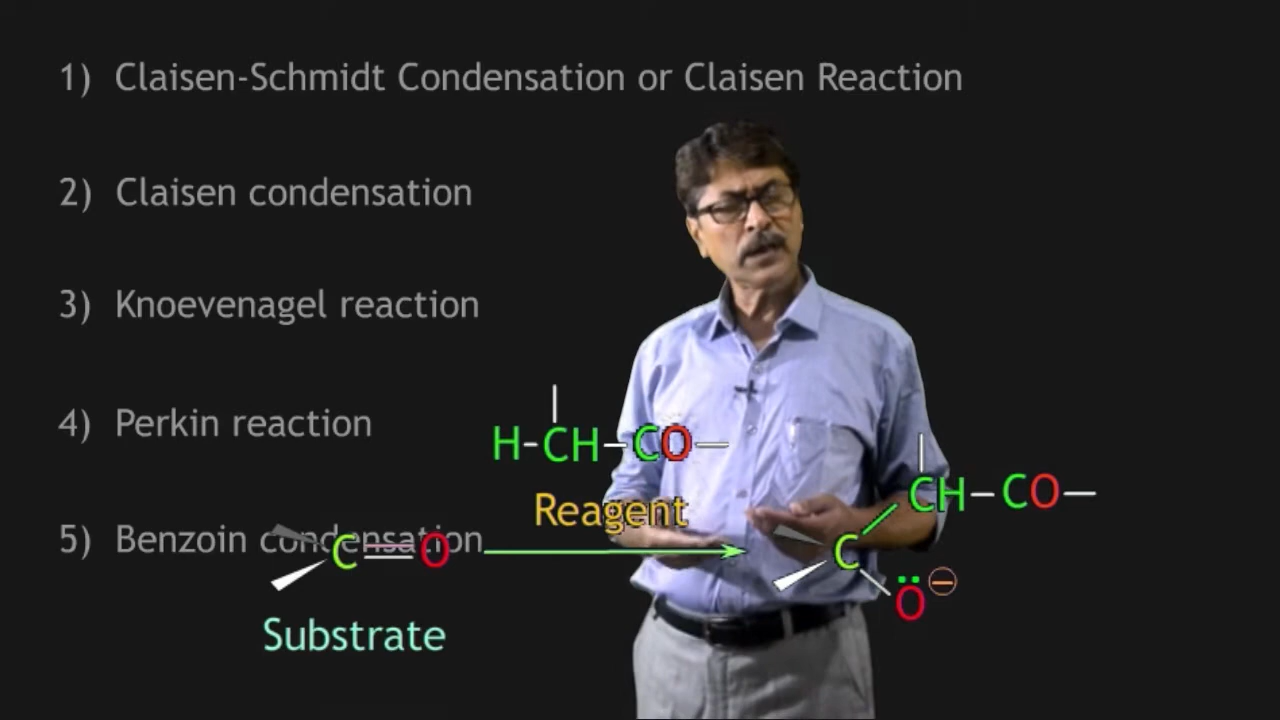 1) Claisen-Schmidt Condensation or Claisen Reaction
2) Claisen condensation
3) Knoevenagel reaction
4) Perkin reaction
H-CH-CO-
Reagent
CH-CO-
5) Benzoin condensation
C=O
C
Ö⊖
Substrate